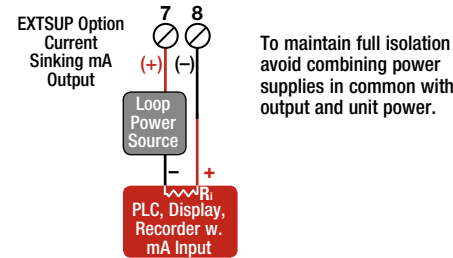 EXTSUP Option
Current
Sinking mA
Output
7 8
(+) (–)
Loop
Power
Source
– +
Ri
PLC, Display,
Recorder w.
mA Input
To maintain full isolation
avoid combining power
supplies in common with
output and unit power.